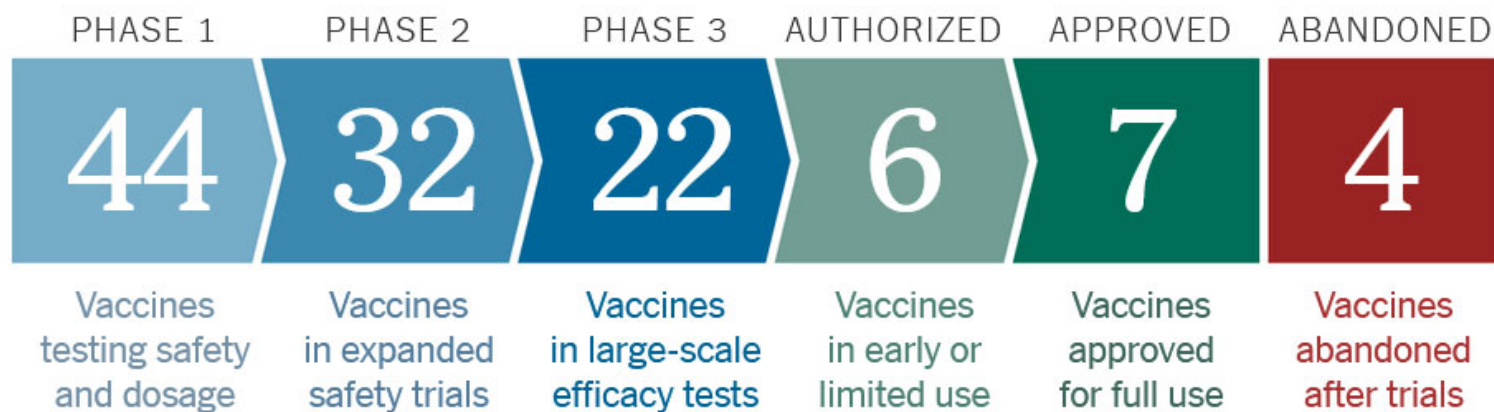 PHASE 1
PHASE 2
PHASE 3
AUTHORIZED
APPROVED
ABANDONED
44
32
22
6
7
4
Vaccines
testing safety
and dosage
Vaccines
in expanded
safety trials
Vaccines
in large-scale
efficacy tests
Vaccines
in early or
limited use
Vaccines
approved
for full use
Vaccines
abandoned
after trials